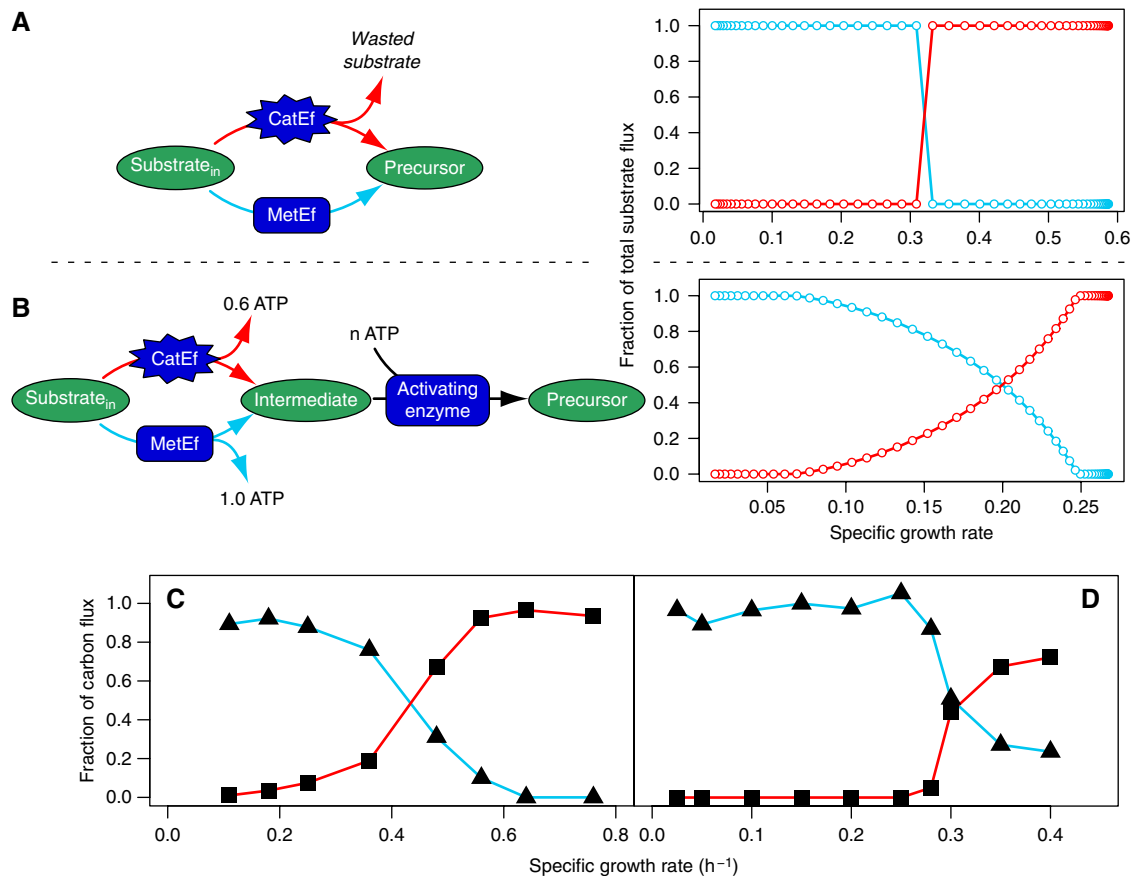 A
Wasted
substrate
CatEf
Substratein
Precursor
MetEf
1.0
0.8
0.6
0.4
0.2
0.0
0.0 0.1 0.2 0.3 0.4 0.5 0.6
Fraction of total substrate flux
B
0.6 ATP
n ATP
CatEf
Substratein
Intermediate
Activating
enzyme
Precursor
MetEf
1.0 ATP
1.0
0.8
0.6
0.4
0.2
0.0
0.05 0.10 0.15 0.20 0.25
Specific growth rate
C
D
Fraction of carbon flux
1.0
0.8
0.6
0.4
0.2
0.0
0.0 0.2 0.4 0.6 0.8
0.0 0.1 0.2 0.3 0.4
Specific growth rate (h⁻¹)